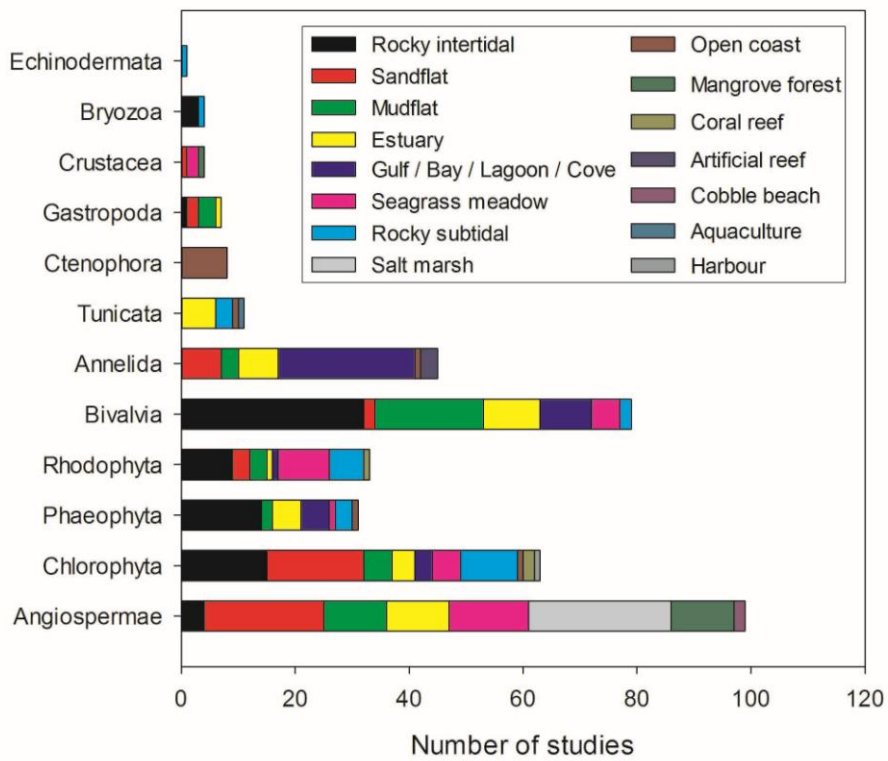 Echinodermata
Bryozoa
Crustacea
Gastropoda
Ctenophora
Tunicata
Annelida
Bivalvia
Rhodophyta
Phaeophyta
Chlorophyta
Angiospermae
Rocky intertidal
Sandflat
Mudflat
Estuary
Gulf / Bay / Lagoon / Cove
Seagrass meadow
Rocky subtidal
Salt marsh
Open coast
Mangrove forest
Coral reef
Artificial reef
Cobble beach
Aquaculture
Harbour
0 20 40 60 80 100 120
Number of studies